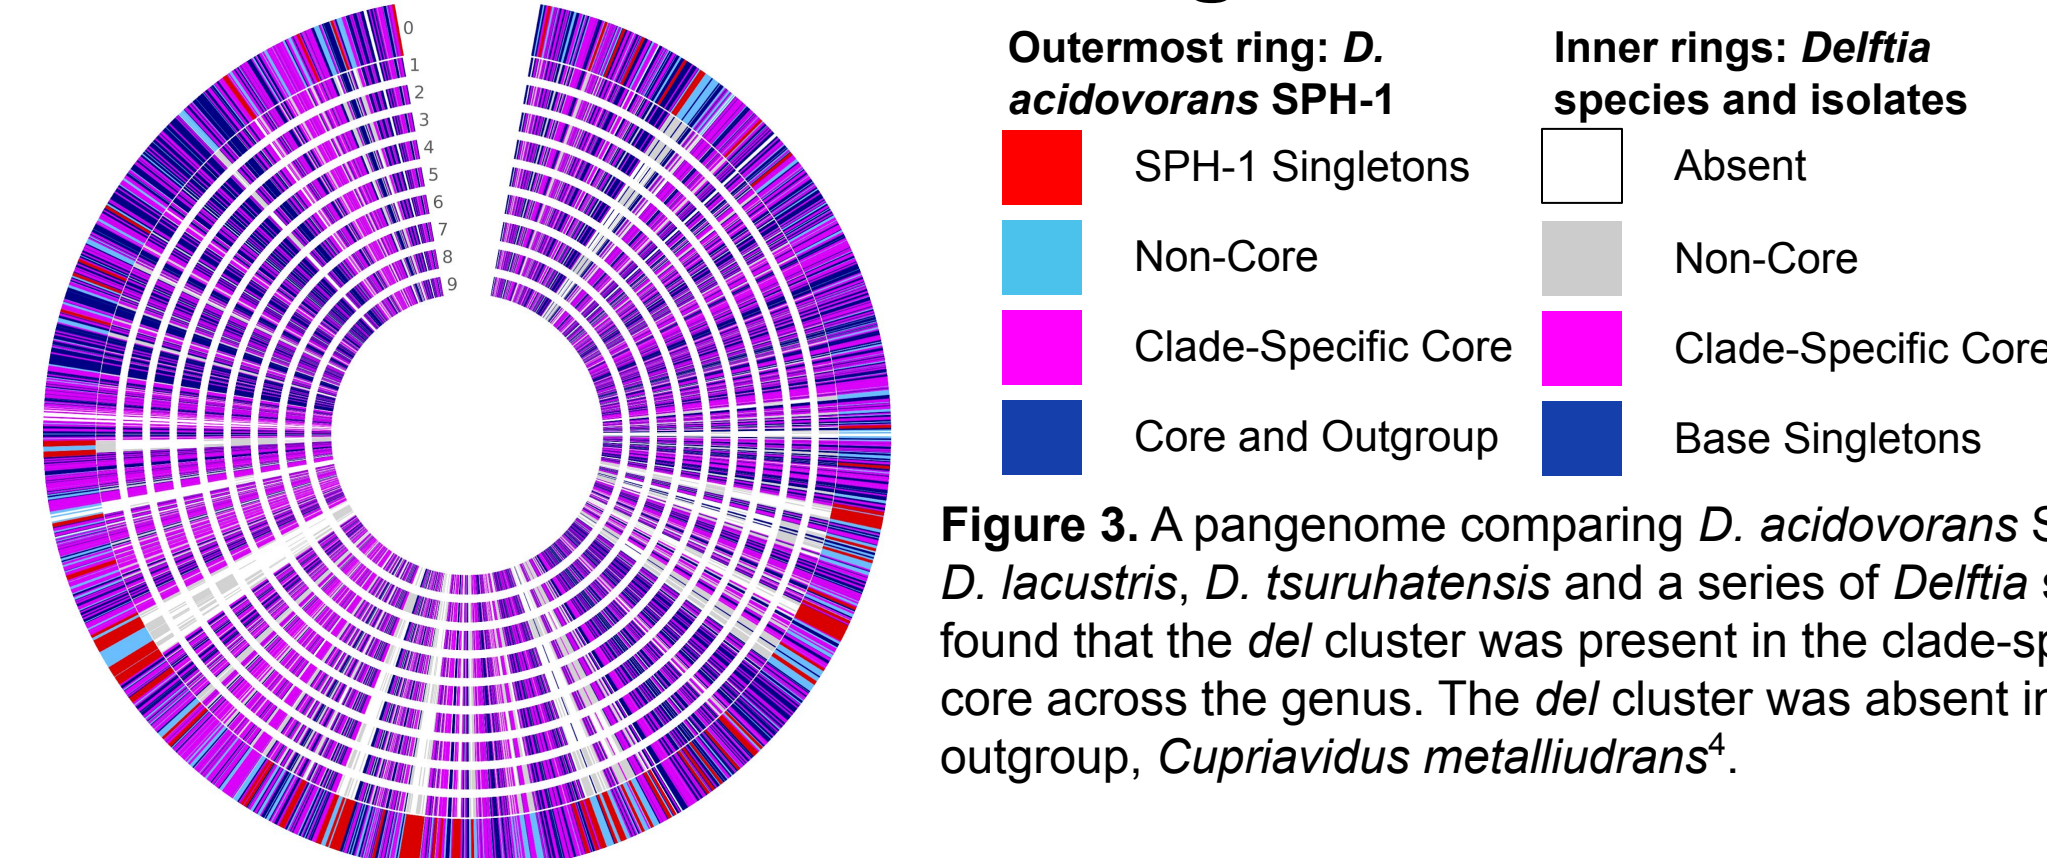 0
1
2
3
4
5
6
7
8
9
Outermost ring: D.
acidovorans SPH-1
SPH-1 Singletons
Non-Core
Clade-Specific Core
Core and Outgroup
Inner rings: Delftia
species and isolates
Absent
Non-Core
Clade-Specific Core
Base Singletons
Figure 3. A pangenome comparing D. acidovorans
D. lacustris, D. tsuruhatensis and a series of Delftia
found that the del cluster was present in the
core across the genus. The del cluster was absent
outgroup, Cupriavidus metalliudrans4.